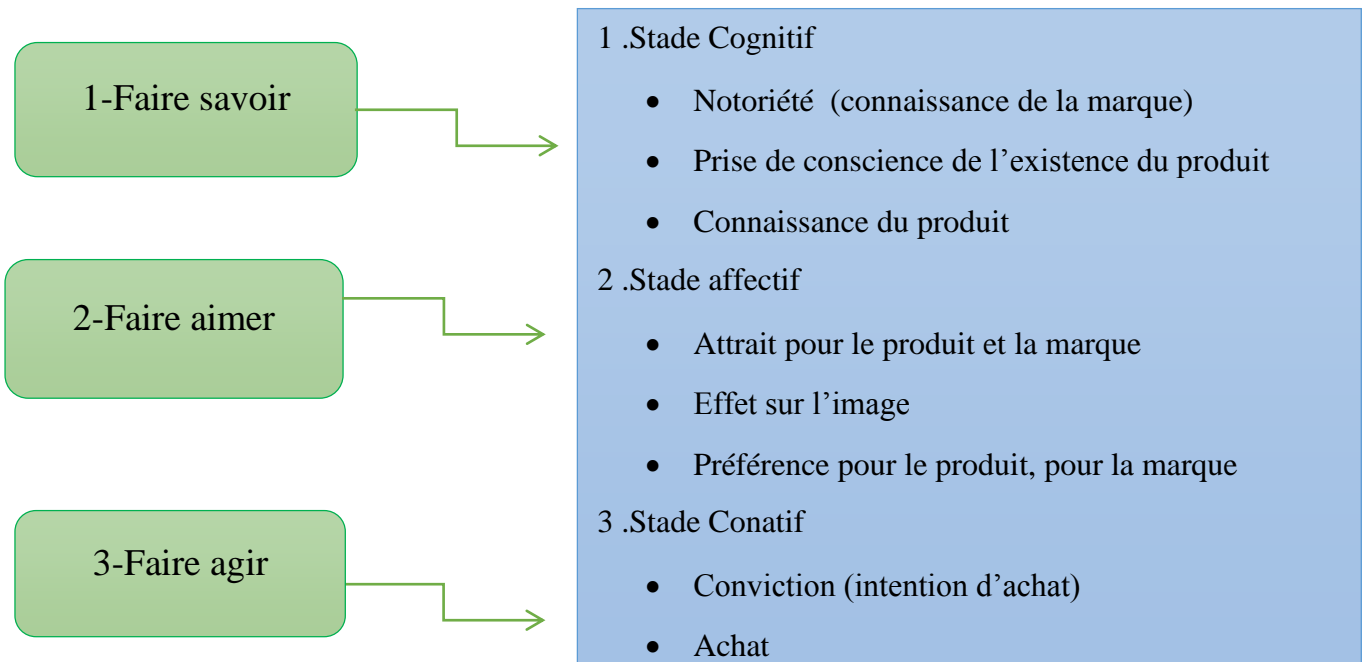 1-Faire savoir
1 .Stade Cognitif
• Notoriété (connaissance de la marque)
• Prise de conscience de l’existence du produit
• Connaissance du produit
2-Faire aimer
2 .Stade affectif
• Attrait pour le produit et la marque
• Effet sur l’image
• Préférence pour le produit, pour la marque
3-Faire agir
3 .Stade Conatif
• Conviction (intention d’achat)
• Achat